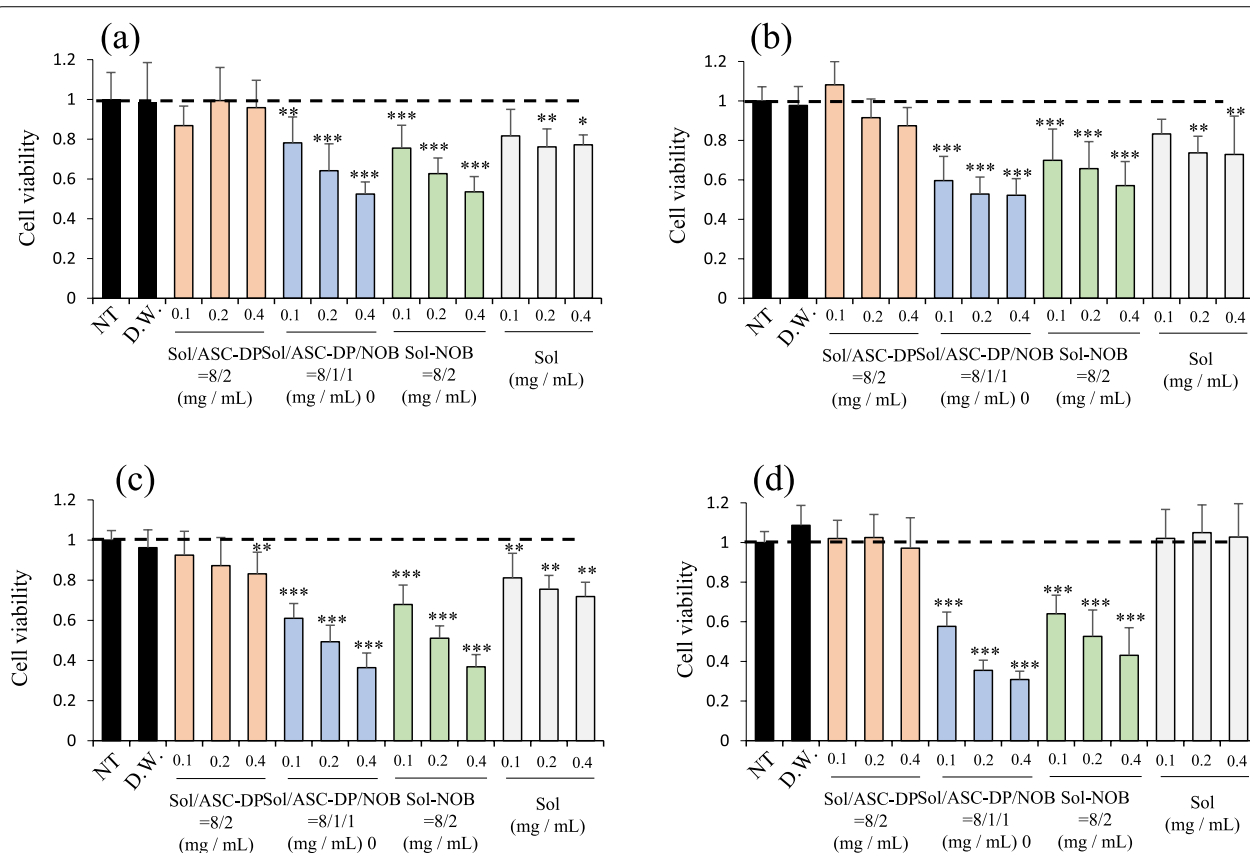 (a)
Cell viability
1.2
1
0.8
0.6
0.4
0.2
0
** *** *** *** *** *** ** *
NT D.W. 0.1 0.2 0.4 0.1 0.2 0.4 0.1 0.2 0.4 0.1 0.2 0.4
Sol/ASC-DP Sol/ASC-DP/NOB Sol-NOB Sol
=8/2 =8/1/1 =8/2 (mg / mL)
(mg / mL) (mg / mL) 0 (mg / mL)
(b)
Cell viability
1.2
1
0.8
0.6
0.4
0.2
0
*** *** *** *** *** *** ** **
NT D.W. 0.1 0.2 0.4 0.1 0.2 0.4 0.1 0.2 0.4 0.1 0.2 0.4
Sol/ASC-DP Sol/ASC-DP/NOB Sol-NOB Sol
=8/2 =8/1/1 =8/2 (mg / mL)
(mg / mL) (mg / mL) 0 (mg / mL)
(c)
Cell viability
1.2
1
0.8
0.6
0.4
0.2
0
** *** *** *** *** *** *** ** ** **
NT D.W. 0.1 0.2 0.4 0.1 0.2 0.4 0.1 0.2 0.4 0.1 0.2 0.4
Sol/ASC-DP Sol/ASC-DP/NOB Sol-NOB Sol
=8/2 =8/1/1 =8/2 (mg / mL)
(mg / mL) (mg / mL) 0 (mg / mL)
(d)
Cell viability
1.2
1
0.8
0.6
0.4
0.2
0
*** *** *** *** *** ***
NT D.W. 0.1 0.2 0.4 0.1 0.2 0.4 0.1 0.2 0.4 0.1 0.2 0.4
Sol/ASC-DP Sol/ASC-DP/NOB Sol-NOB Sol
=8/2 =8/1/1 =8/2 (mg / mL)
(mg / mL) (mg / mL) 0 (mg / mL)